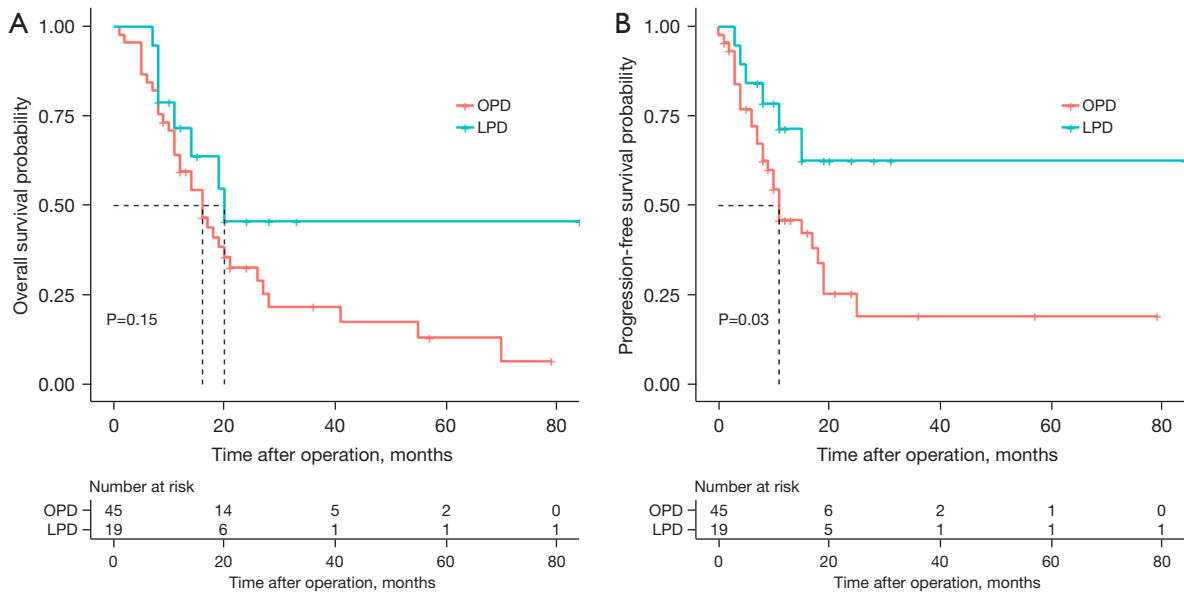 A
Overall survival probability
1.00
0.75
0.50
0.25
0.00
OPD
LPD
P=0.15
0 20 40 60 80
Time after operation, months
Number at risk
OPD 45 14 5 2 0
LPD 19 6 1 1 1
0 20 40 60 80
Time after operation, months
B
Progression-free survival probability
1.00
0.75
0.50
0.25
0.00
OPD
LPD
P=0.03
0 20 40 60 80
Time after operation, months
Number at risk
OPD 45 6 2 1 0
LPD 19 5 1 1 1
0 20 40 60 80
Time after operation, months